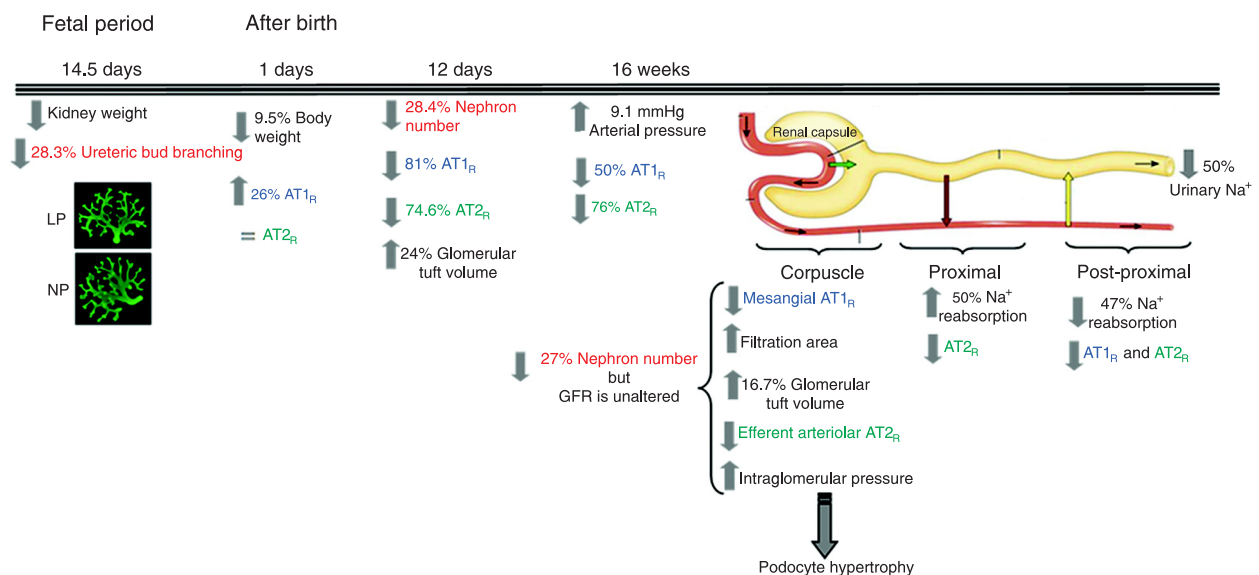 Fetal period
After birth
14.5 days
1 days
12 days
16 weeks
Kidney weight
28.3% Ureteric bud branching
LP
NP
9.5% Body
weight
26% AT1R
= AT2R
28.4% Nephron
number
81% AT1R
74.6% AT2R
24% Glomerular
tuft volume
9.1 mmHg
Arterial pressure
50% AT1R
76% AT2R
Renal capsule
50%
Urinary Na+
Corpuscle
Proximal
Post-proximal
27% Nephron number
but
GFR is unaltered
Mesangial AT1R
Filtration area
16.7% Glomerular
tuft volume
Efferent arteriolar AT2R
Intraglomerular pressure
50% Na+
reabsorption
AT2R
47% Na+
reabsorption
AT1R and AT2R
Podocyte hypertrophy